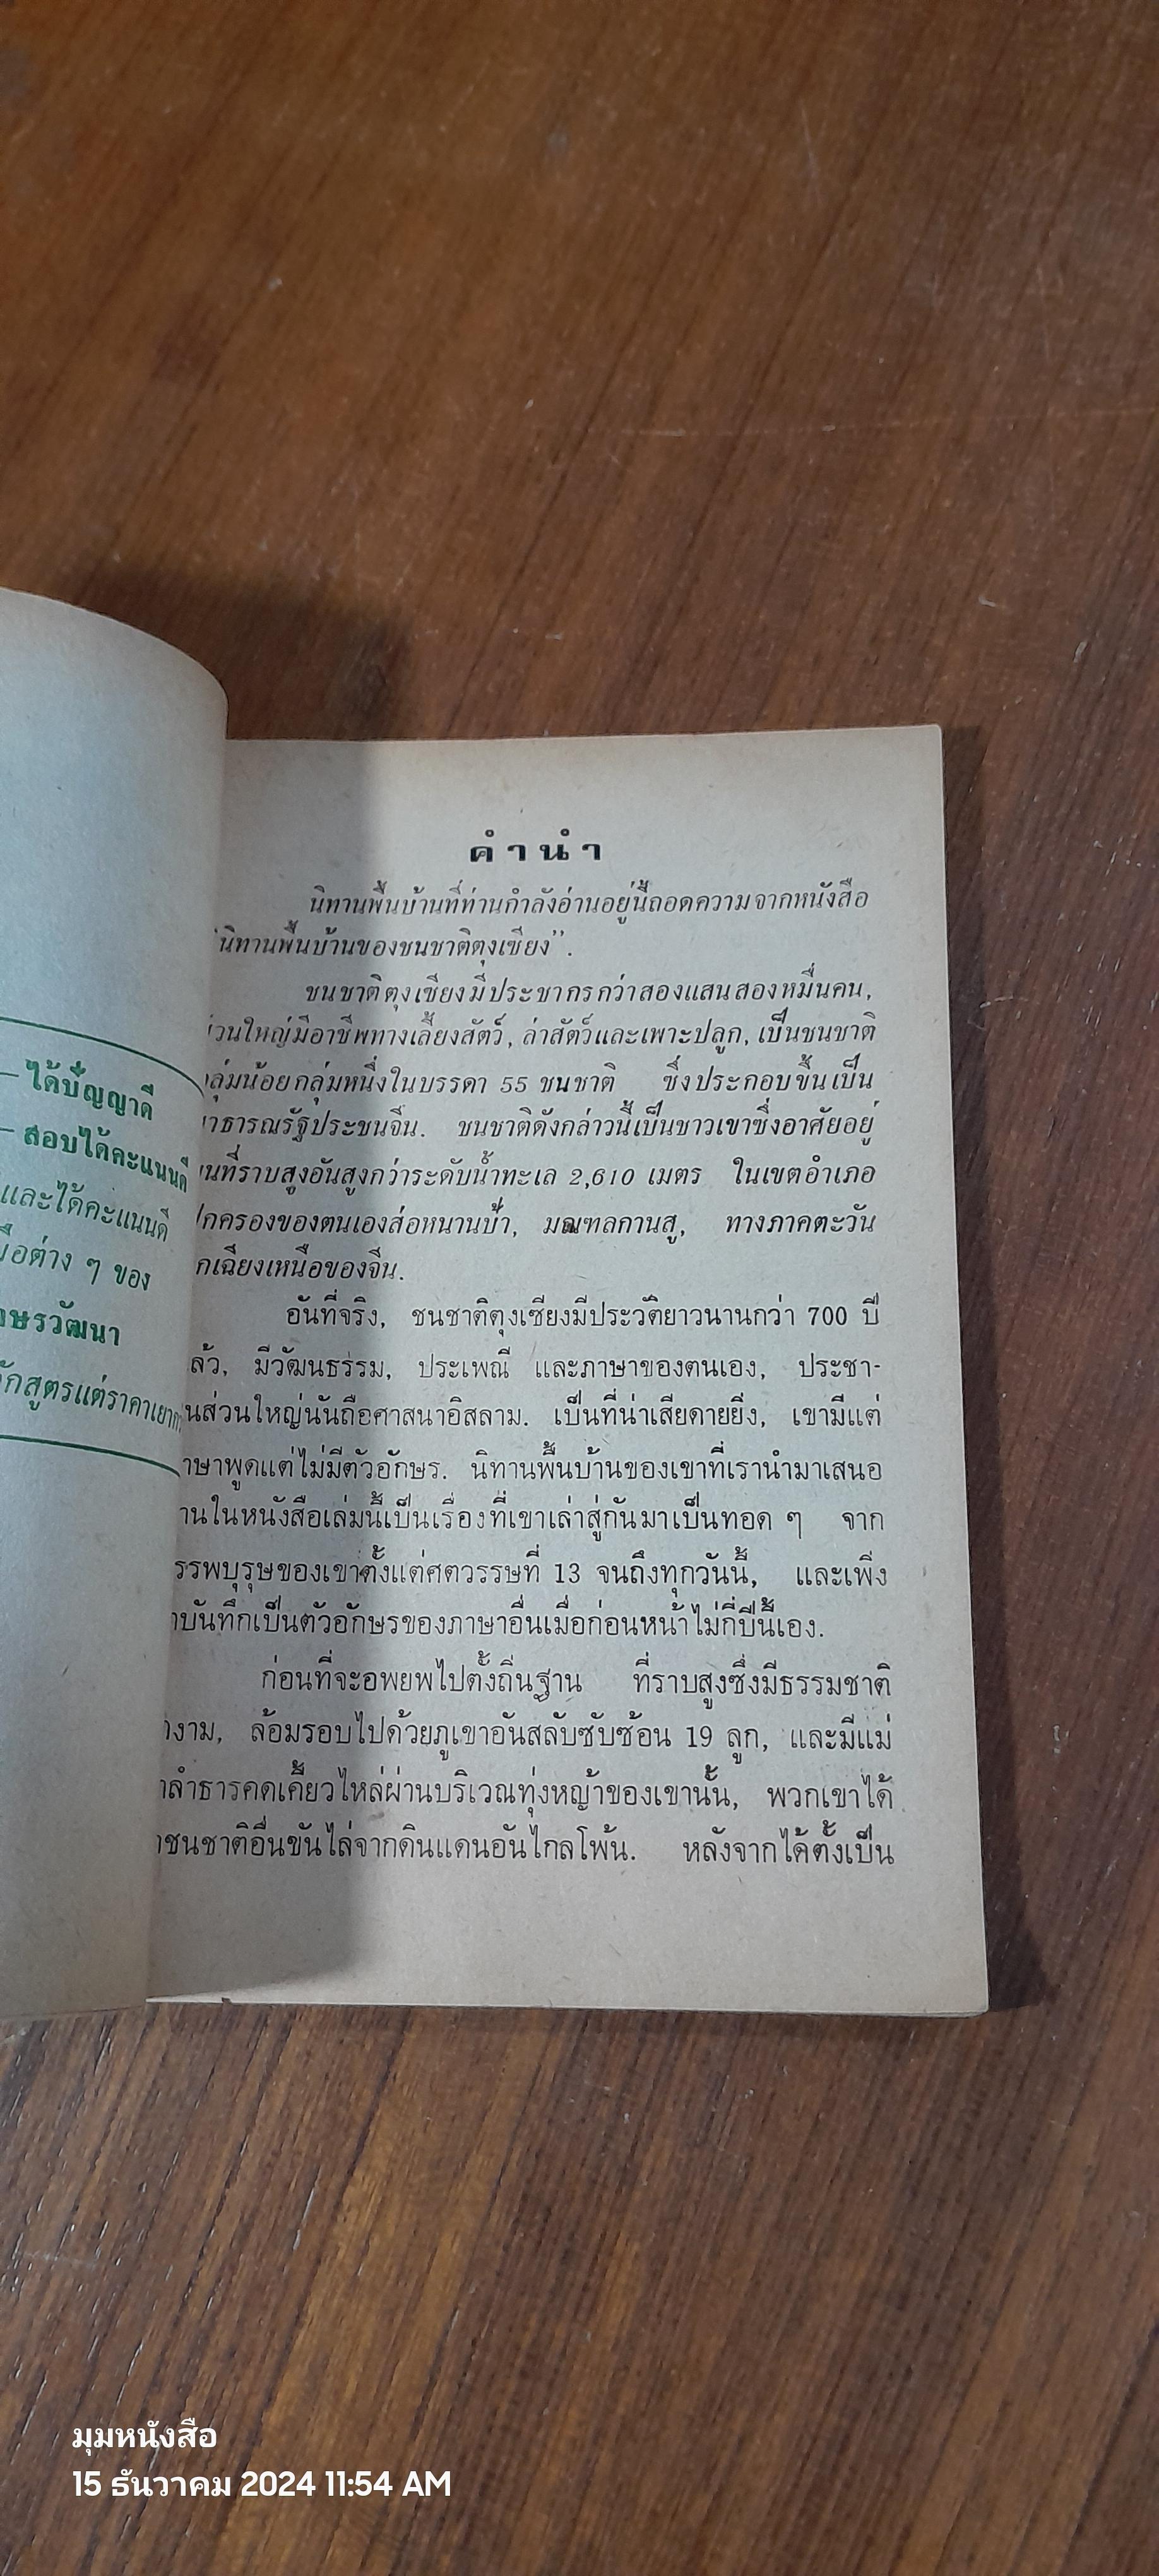 — ได้ปัญญาดี
— สอบได้คะแนนดี
และได้คะแนนดี
ต่าง ๆ ของ
ษรวัฒนา
สูตรแต่ราคาเยา
คำนำ
นิทานพื้นบ้านที่ท่านกำลังอ่านอยู่นี้ถอดความจากหนังสือ
"นิทานพื้นบ้านของชนชาติตุงเซียง".
ชนชาติตุงเซียงมีประชากรกว่าสองแสนสองหมื่นคน,
วนใหญ่มีอาชีพทางเลี้ยงสัตว์, ล่าสัตว์และเพาะปลูก, เป็นชนชาติ
ลุ่มน้อยกลุ่มหนึ่งในบรรดา 55 ชนชาติ ซึ่งประกอบขึ้นเป็น
าธารณรัฐประชนจีน. ชนชาติดังกล่าวนี้เป็นชาวเขาซึ่งอาศัยอยู่
นที่ราบสูงอันสูงกว่าระดับน้ำทะเล 2,610 เมตร ในเขตอำเภอ
กครองของตนเองส่อหนานป้า, มณฑลกานสู, ทางภาคตะวัน
กเฉียงเหนือของจีน.
อันที่จริง, ชนชาติตุงเซียงมีประวัติยาวนานกว่า 700 ปี
ล้ว, มีวัฒนธรรม, ประเพณี และภาษาของตนเอง, ประชา-
นส่วนใหญ่นั้นถือศาสนาอิสลาม. เป็นที่น่าเสียดายยิ่ง, เขามีแต่
าษาพูดแต่ไม่มีตัวอักษร. นิทานพื้นบ้านของเขาที่เรานำมาเสนอ
านในหนังสือเล่มนี้เป็นเรื่องที่เขาเล่าสู่กันมาเป็นทอด ๆ จาก
รรพบุรุษของเขาตั้งแต่ศตวรรษที่ 13 จนถึงทุกวันนี้, และเพิ่ง
าบันทึกเป็นตัวอักษรของภาษาอื่นเมื่อก่อนหน้าไม่กี่ปีนี้เอง.
ก่อนที่จะอพยพไปตั้งถิ่นฐาน ที่ราบสูงซึ่งมีธรรมชาติ
งาม, ล้อมรอบไปด้วยภูเขาอันสลับซับซ้อน 19 ลูก, และมีแม่
าลำธารคดเคี้ยวไหลผ่านบริเวณทุ่งหญ้าของเขานั้น, พวกเขาได้
ชนชาติอื่นขับไล่จากดินแดนอันไกลโพ้น. หลังจากได้ตั้งเป็น
มุมหนังสือ
15 ธันวาคม 2024 11:54 AM